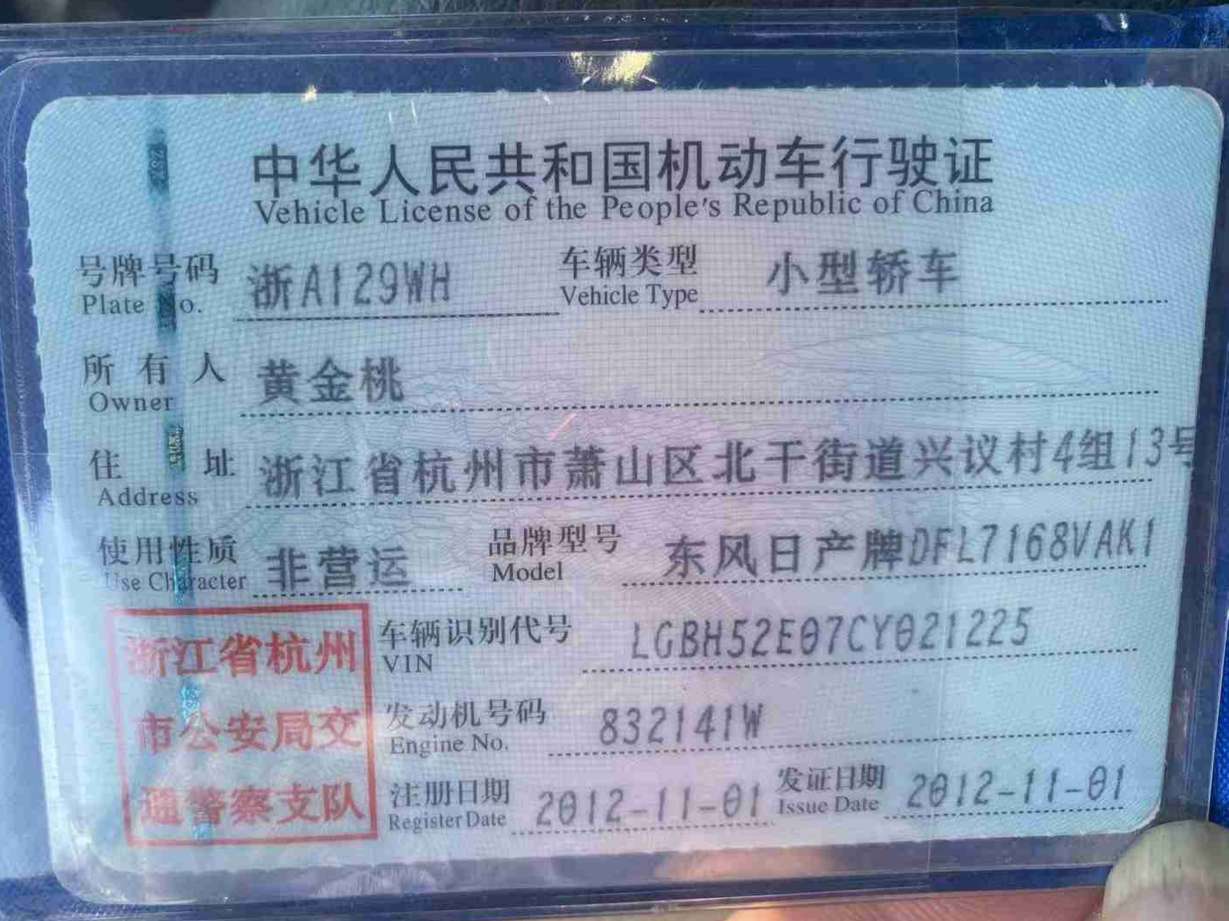 中华人民共和国机动车行驶证
Vehicle License of the People's Republic of China
号牌号码 浙A129WH 车辆类型 小型轿车
Plate No. Vehicle Type
所有人 黄金桃
Owner
住址 浙江省杭州市萧山区北干街道兴议村4组13号
Address
使用性质 非营运 品牌型号 东风日产牌DFL7168VAK1
Use Character Model
浙江省杭州 车辆识别代号 LGBH52E07CY021225
VIN
市公安局交 发动机号码 832141W
Engine No.
通警察支队 注册日期 2012-11-01 发证日期 2012-11-01
Register Date Issue Date